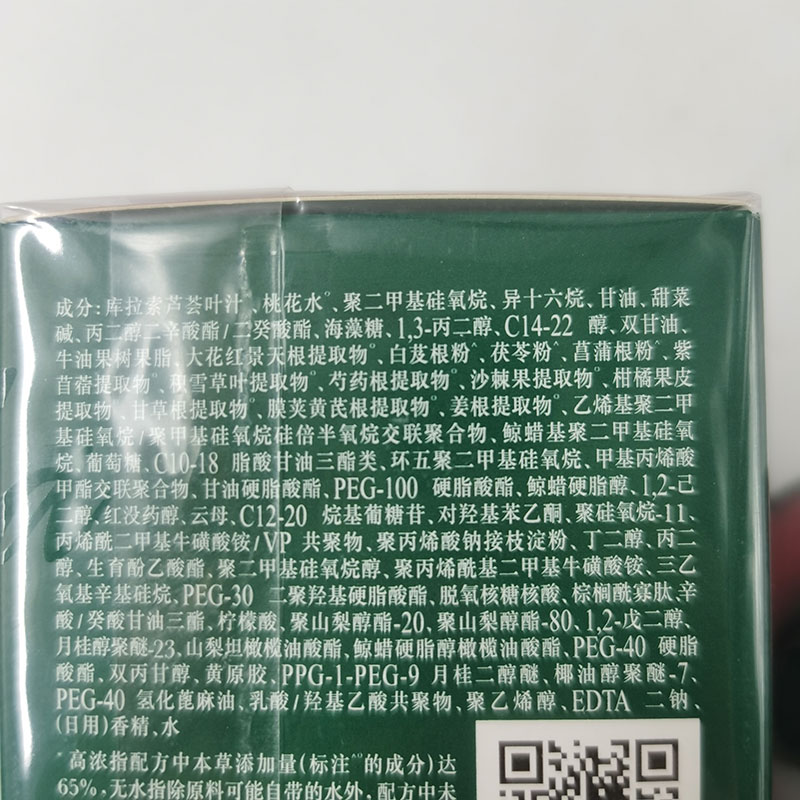 成分:库拉索芦荟叶汁°、桃花水°、聚二甲基硅氧烷、异十六烷、甘油、甜菜
碱、丙二醇二辛酸酯/二癸酸酯、海藻糖、1,3-丙二醇、C14-22 醇、双甘油、
牛油果树果脂、大花红景天根提取物°、白芨根粉^、茯苓粉^、菖蒲根粉^、紫
苜蓿提取物°、积雪草叶提取物°、芍药根提取物°、沙棘果提取物°、柑橘果皮
提取物°、甘草根提取物°、膜荚黄芪根提取物°、姜根提取物°、乙烯基聚二甲
基硅氧烷/聚甲基硅氧烷硅倍半氧烷交联聚合物、鲸蜡基聚二甲基硅氧
烷、葡萄糖、C10-18 脂酸甘油三酯类、环五聚二甲基硅氧烷、甲基丙烯酸
甲酯交联聚合物、甘油硬脂酸酯、PEG-100 硬脂酸酯、鲸蜡硬脂醇、1,2-己
二醇、红没药醇、云母、C12-20 烷基葡糖苷、对羟基苯乙酮、聚硅氧烷-11、
丙烯酰二甲基牛磺酸铵/VP 共聚物、聚丙烯酸钠接枝淀粉、丁二醇、丙二
醇、生育酚乙酸酯、聚二甲基硅氧烷醇、聚丙烯酰基二甲基牛磺酸铵、三乙
氧基辛基硅烷、PEG-30 二聚羟基硬脂酸酯、脱氧核糖核酸、棕榈酰寡肽、辛
酸/癸酸甘油三酯、柠檬酸、聚山梨醇酯-20、聚山梨醇酯-80、1,2-戊二醇、
月桂醇聚醚-23、山梨坦橄榄油酸酯、鲸蜡硬脂醇橄榄油酸酯、PEG-40 硬脂
酸酯、双丙甘醇、黄原胶、PPG-1-PEG-9 月桂二醇醚、椰油醇聚醚-7、
PEG-40 氢化蓖麻油、乳酸/羟基乙酸共聚物、聚乙烯醇、EDTA 二钠、
(日用)香精、水
*高浓指配方中本草添加量(标注^°的成分)达
65%,无水指除原料可能自带的水外,配方中未